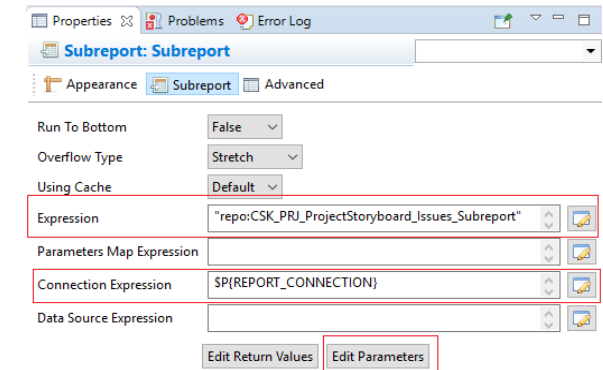 Properties Problems Error Log
Subreport: Subreport
Appearance Subreport Advanced
Run To Bottom False
Overflow Type Stretch
Using Cache Default
Expression "repo:CSK_PRJ_ProjectStoryboard_Issues_Subreport"
Parameters Map Expression
Connection Expression $P{REPORT_CONNECTION}
Data Source Expression
Edit Return Values Edit Parameters